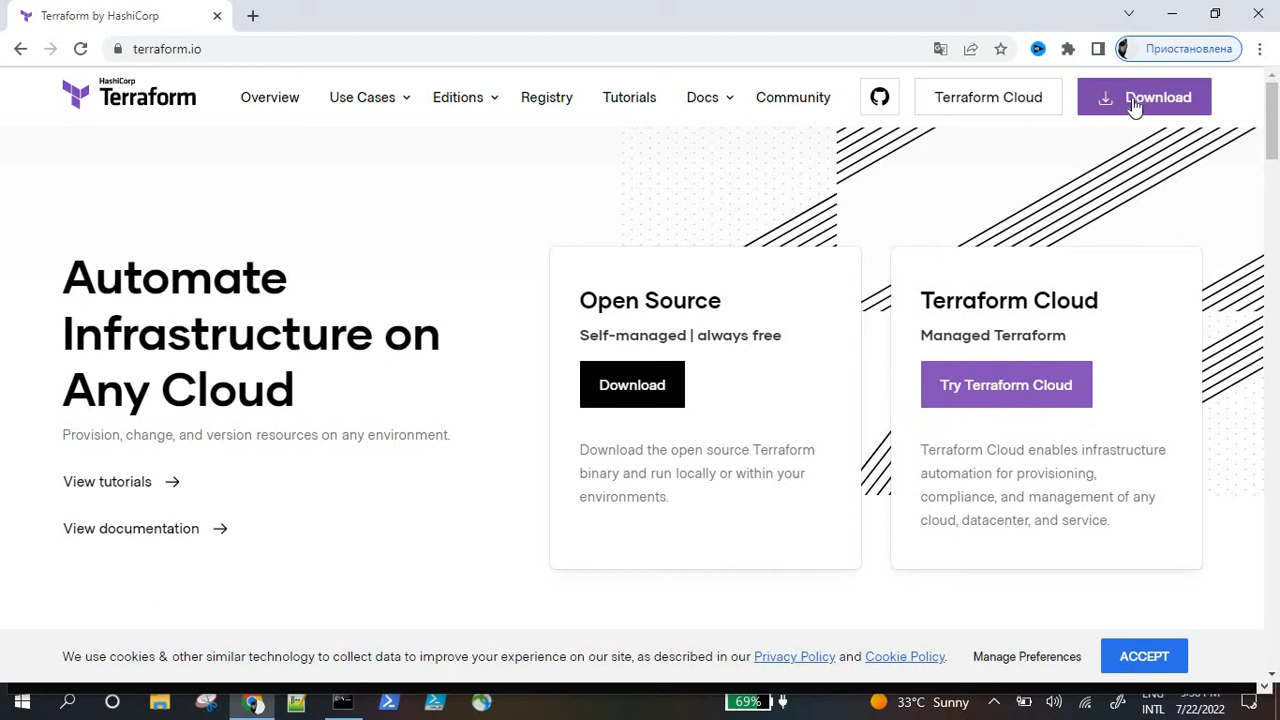 Terraform by HashiCorp
terraform.io
Приостановлена
HashiCorp
Terraform
Overview
Use Cases
Editions
Registry
Tutorials
Docs
Community
Terraform Cloud
Download
Automate
Infrastructure on
Any Cloud
Provision, change, and version resources on any environment.
View tutorials
View documentation
Open Source
Self-managed | always free
Download
Download the open source Terraform
binary and run locally or within your
environments.
Terraform Cloud
Managed Terraform
Try Terraform Cloud
Terraform Cloud enables infrastructure
automation for provisioning,
compliance, and management of any
cloud, datacenter, and service.
We use cookies & other similar technology to collect data to improve your experience on our site, as described in our Privacy Policy and Cookie Policy.
Manage Preferences
ACCEPT
69%
33°C Sunny
ENG
INTL
7/22/2022